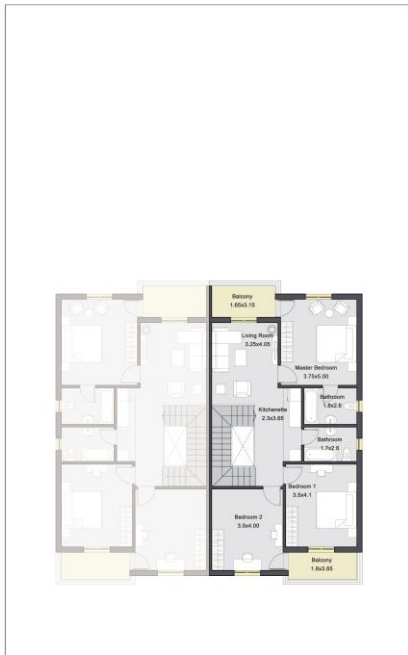 Balcony
1.65x3.15
Living Room
3.25x4.05
Master Bedroom
3.75x5.00
Bathroom
1.8x2.6
Kitchenette
2.3x3.65
Bathroom
1.7x2.6
Bedroom 1
3.5x4.1
Bedroom 2
3.5x4.00
Balcony
1.6x3.65